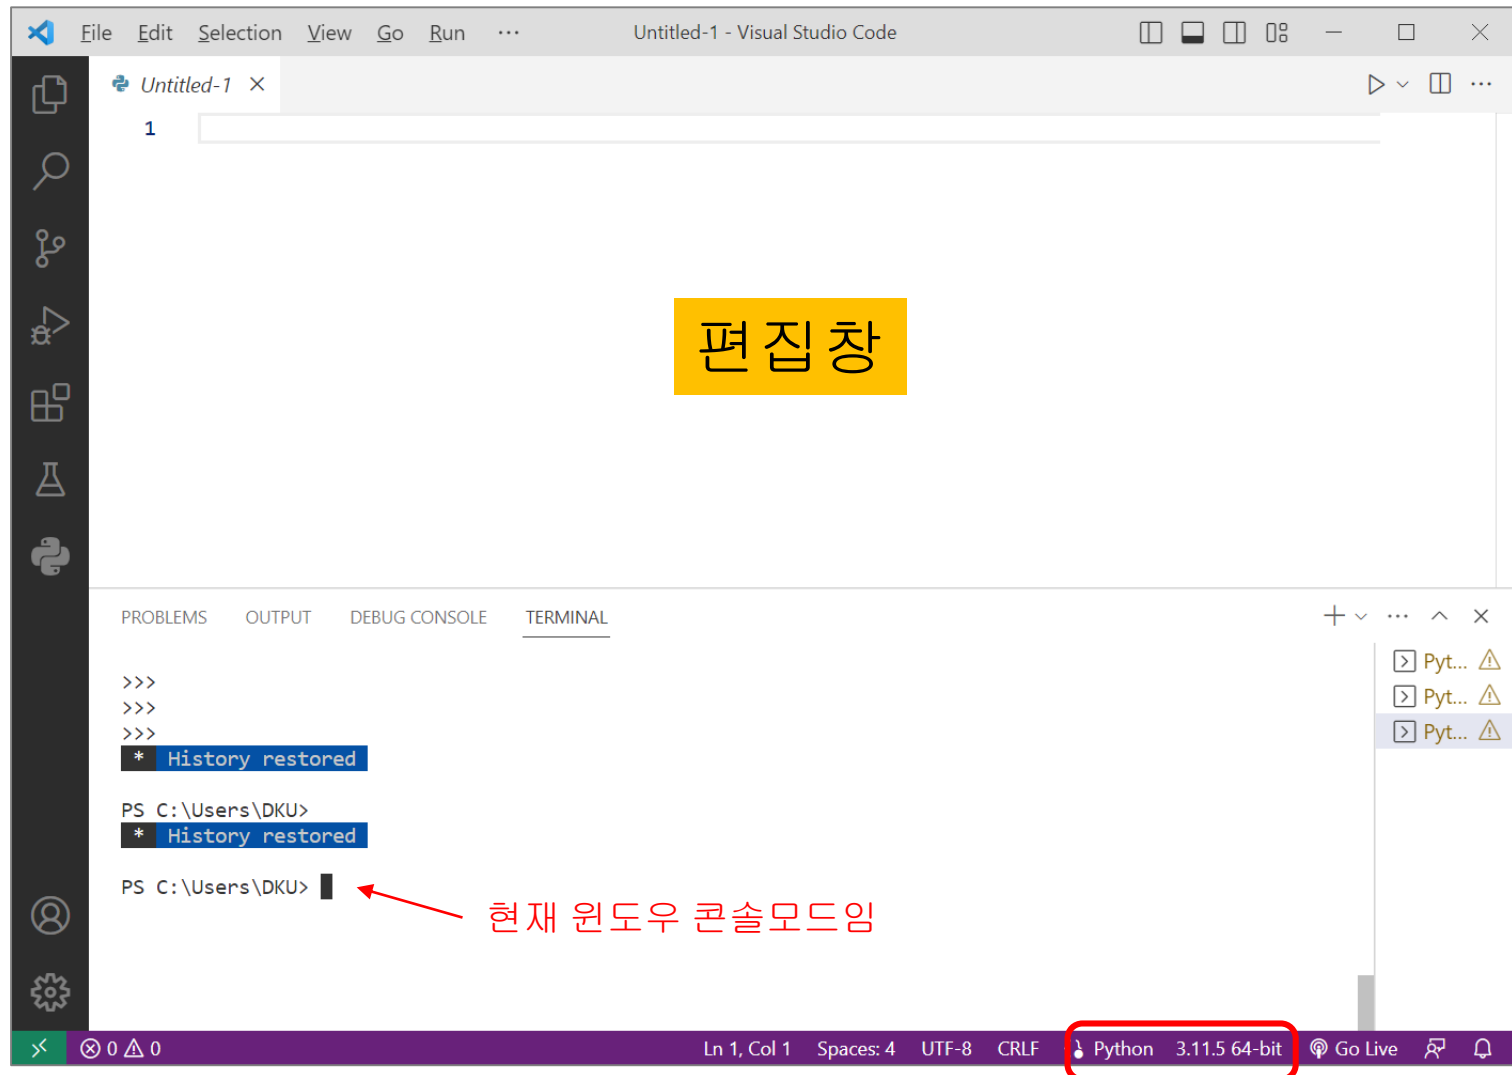 File Edit Selection View Go Run ··· Untitled-1 - Visual Studio Code
Untitled-1
1
편집창
PROBLEMS OUTPUT DEBUG CONSOLE TERMINAL
>>>
>>>
>>>
* History restored
PS C:\Users\DKU>
* History restored
PS C:\Users\DKU>
현재 윈도우 콘솔모드임
Pyt...
Pyt...
Pyt...
0 0 Ln 1, Col 1 Spaces: 4 UTF-8 CRLF Python 3.11.5 64-bit Go Live